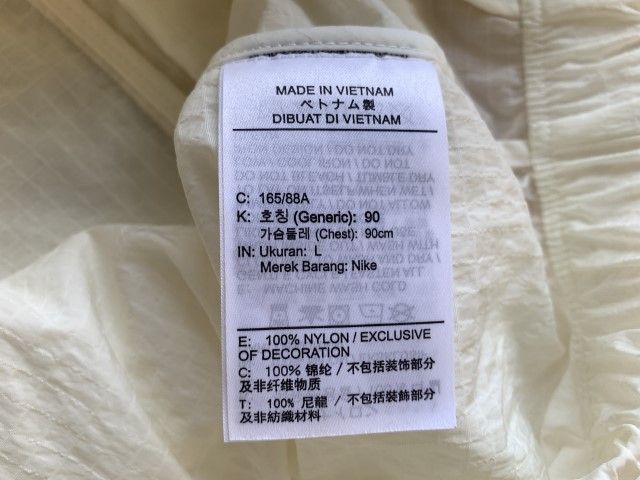 MADE IN VIETNAM
ベトナム製
DIBUAT DI VIETNAM
C: 165/88A
K: 호칭 (Generic): 90
가슴둘레 (Chest): 90cm
IN: Ukuran: L
Merek Barang: Nike
E: 100% NYLON / EXCLUSIVE
OF DECORATION
C: 100% 锦纶 / 不包括装饰部分
及非纤维物质
T: 100% 尼龍 / 不包括裝飾部分
及非紡織材料